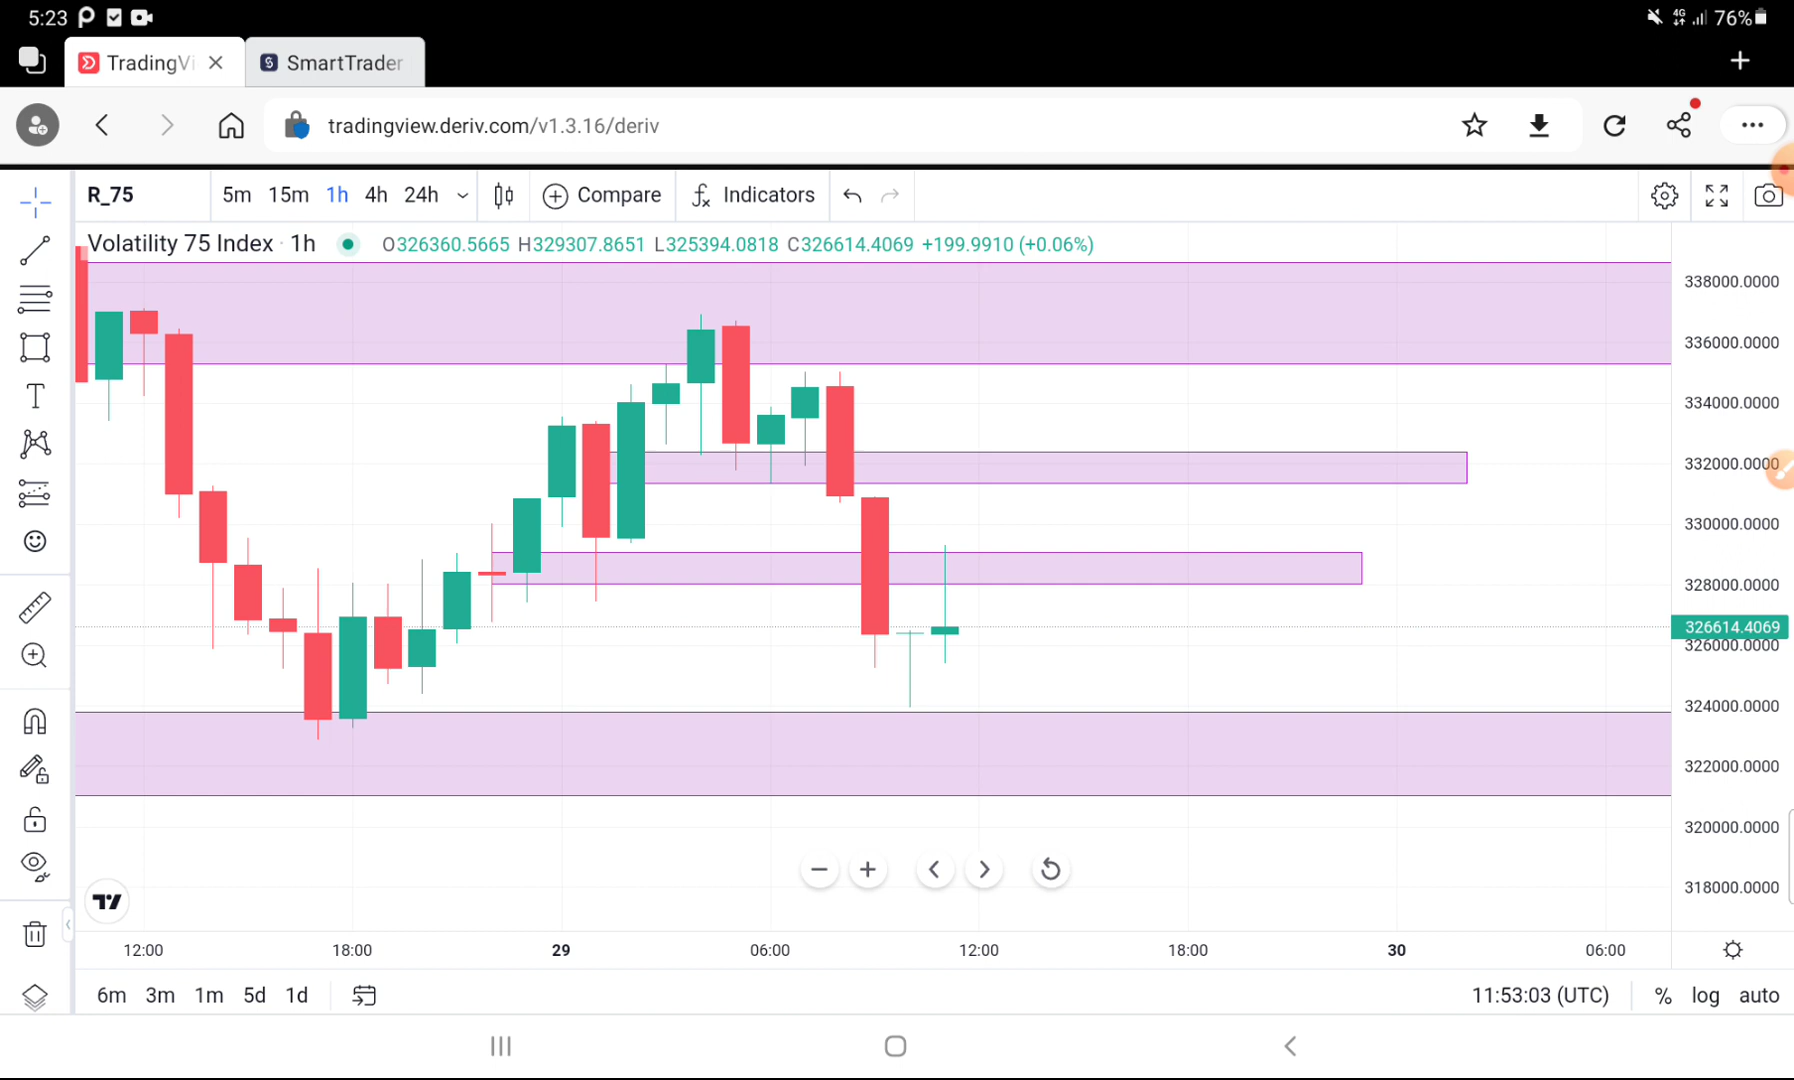 5:23
4G 76%
TradingVi
SmartTrader
tradingview.deriv.com/v1.3.16/deriv
R_75 5m 15m 1h 4h 24h Compare Indicators
Volatility 75 Index · 1h O326360.5665 H329307.8651 L325394.0818 C326614.4069 +199.9910 (+0.06%)
338000.0000
336000.0000
334000.0000
332000.0000
330000.0000
328000.0000
326614.4069
326000.0000
324000.0000
322000.0000
320000.0000
318000.0000
12:00 18:00 29 06:00 12:00 18:00 30 06:00
6m 3m 1m 5d 1d 11:53:03 (UTC) % log auto